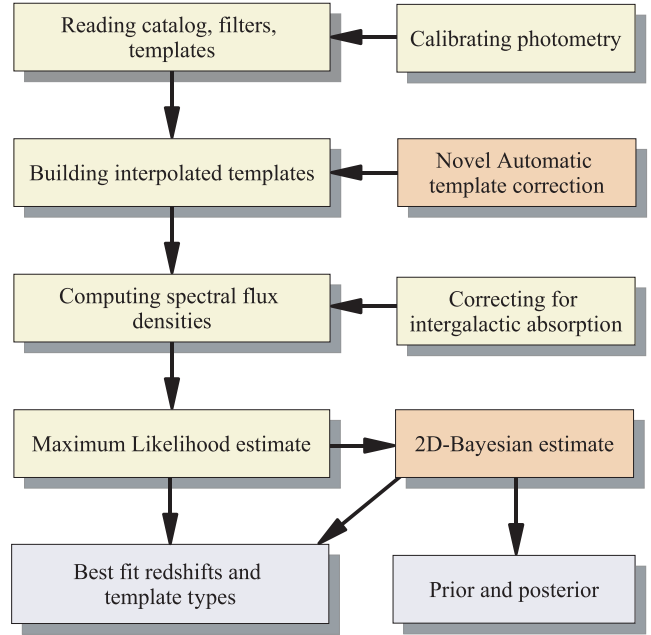 Reading catalog, filters,
templates
Calibrating photometry
Building interpolated templates
Novel Automatic
template correction
Computing spectral flux
densities
Correcting for
intergalactic absorption
Maximum Likelihood estimate
2D-Bayesian estimate
Best fit redshifts and
template types
Prior and posterior